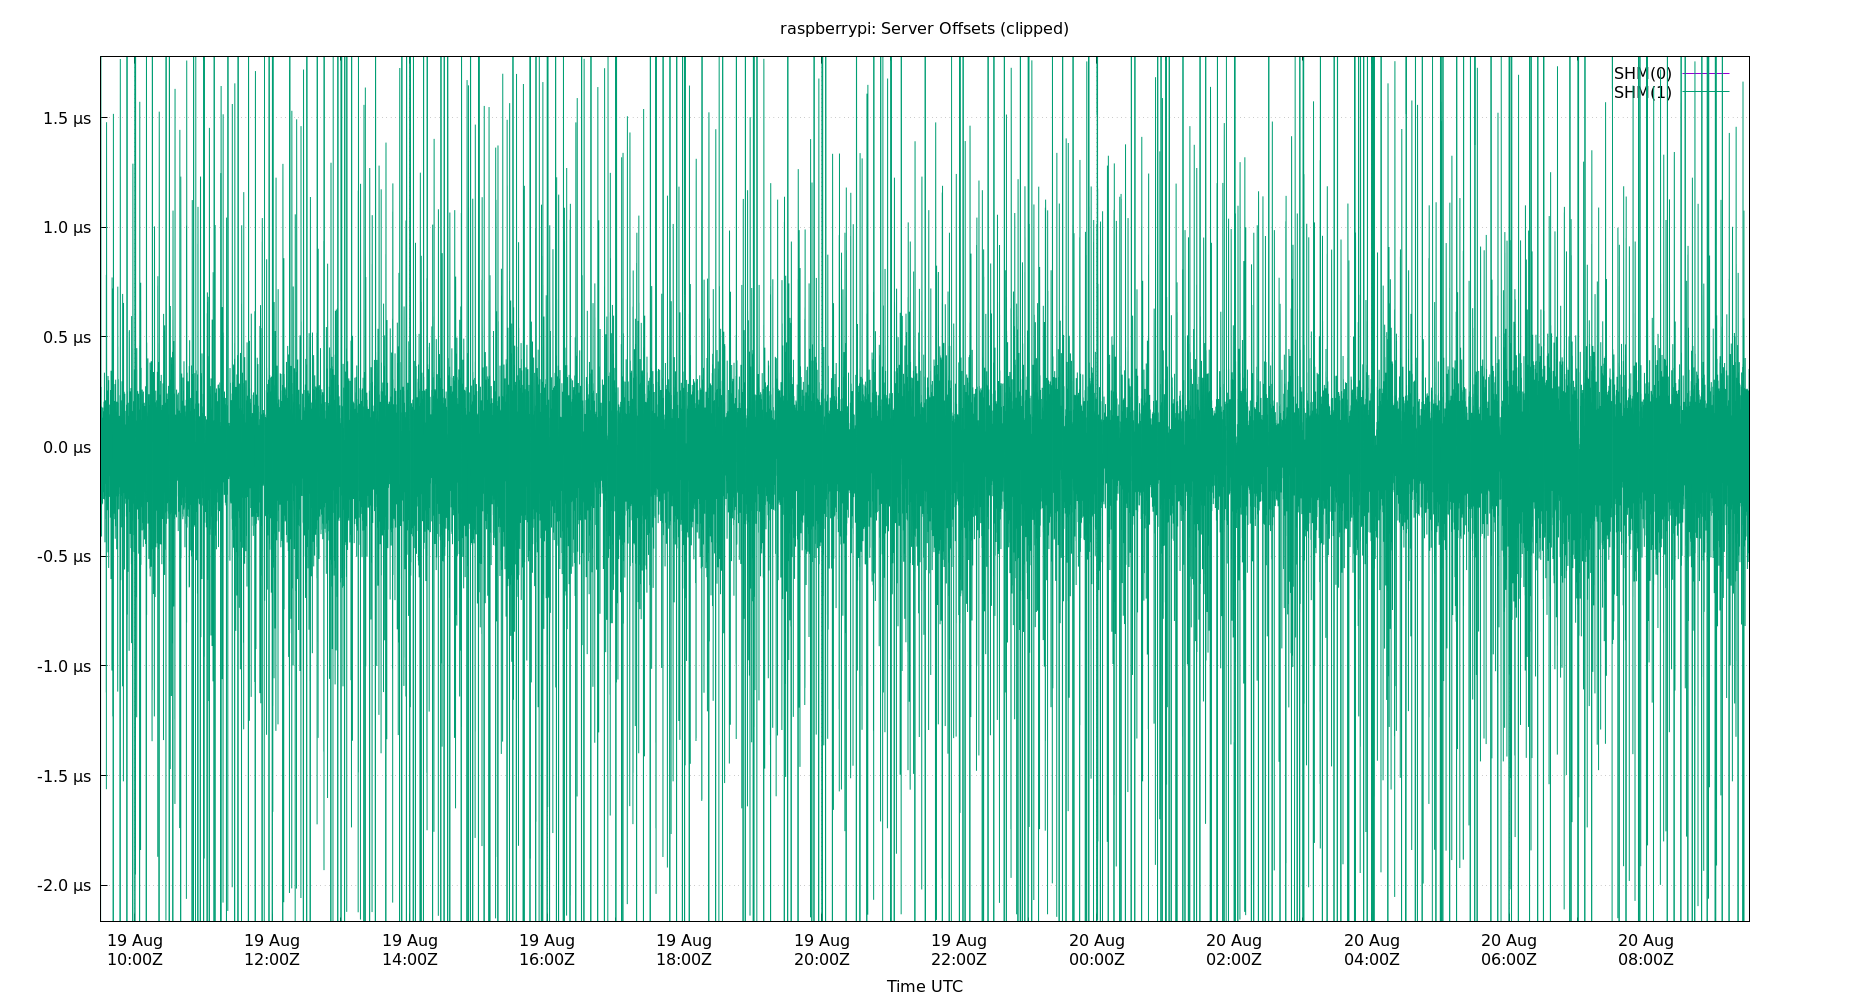 raspberrypi: Server Offsets (clipped)
SHM(0)
SHM(1)
1.5 µs
1.0 µs
0.5 µs
0.0 µs
-0.5 µs
-1.0 µs
-1.5 µs
-2.0 µs
19 Aug 19 Aug 19 Aug 19 Aug 19 Aug 19 Aug 19 Aug 20 Aug 20 Aug 20 Aug 20 Aug 20 Aug
10:00Z 12:00Z 14:00Z 16:00Z 18:00Z 20:00Z 22:00Z 00:00Z 02:00Z 04:00Z 06:00Z 08:00Z
Time UTC